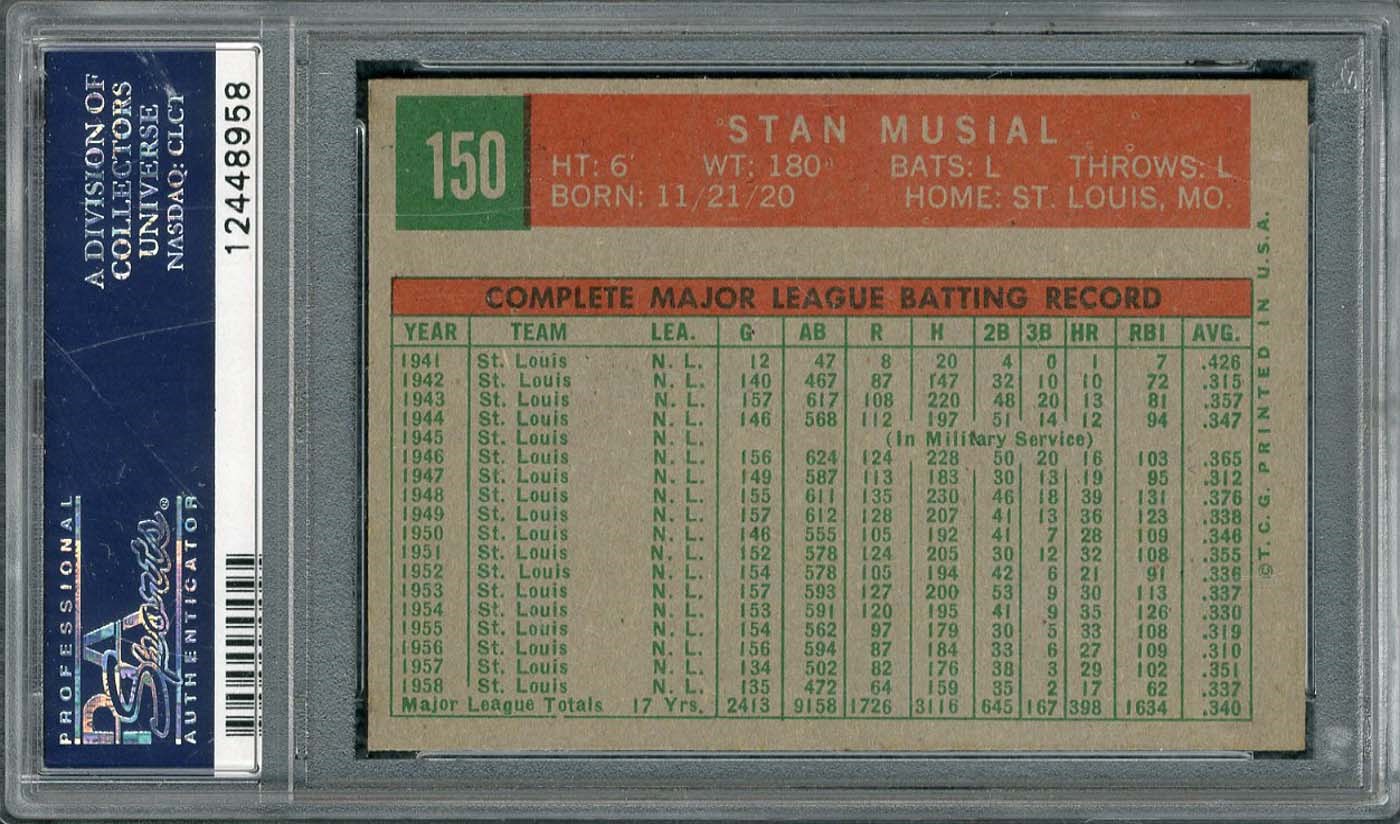 A DIVISION OF
COLLECTORS
UNIVERSE
NASDAQ: CLCT
12448958
PROFESSIONAL
PSA
Sports®
AUTHENTICATOR
150
STAN MUSIAL
HT: 6' WT: 180 BATS: L THROWS: L
BORN: 11/21/20 HOME: ST. LOUIS, MO.
COMPLETE MAJOR LEAGUE BATTING RECORD
YEAR TEAM LEA. G AB R H 2B 3B HR RBI AVG.
1941 St. Louis N. L. 12 47 8 20 4 0 1 7 .426
1942 St. Louis N. L. 140 467 87 147 32 10 10 72 .315
1943 St. Louis N. L. 157 617 108 220 48 20 13 81 .357
1944 St. Louis N. L. 146 568 112 197 51 14 12 94 .347
1945 St. Louis N. L. (In Military Service)
1946 St. Louis N. L. 156 624 124 228 50 20 16 103 .365
1947 St. Louis N. L. 149 587 113 183 30 13 19 95 .312
1948 St. Louis N. L. 155 611 135 230 46 18 39 131 .376
1949 St. Louis N. L. 157 612 128 207 41 13 36 123 .338
1950 St. Louis N. L. 146 555 105 192 41 7 28 109 .346
1951 St. Louis N. L. 152 578 124 205 30 12 32 108 .355
1952 St. Louis N. L. 154 578 105 194 42 6 21 91 .336
1953 St. Louis N. L. 157 593 127 200 53 9 30 113 .337
1954 St. Louis N. L. 153 591 120 195 41 9 35 126 .330
1955 St. Louis N. L. 154 562 97 179 30 5 33 108 .319
1956 St. Louis N. L. 156 594 87 184 33 6 27 109 .310
1957 St. Louis N. L. 134 502 82 176 38 3 29 102 .351
1958 St. Louis N. L. 135 472 64 159 35 2 17 62 .337
Major League Totals 17 Yrs. 2413 9158 1726 3116 645 167 398 1634 .340
©T. C. G. PRINTED IN U.S.A.